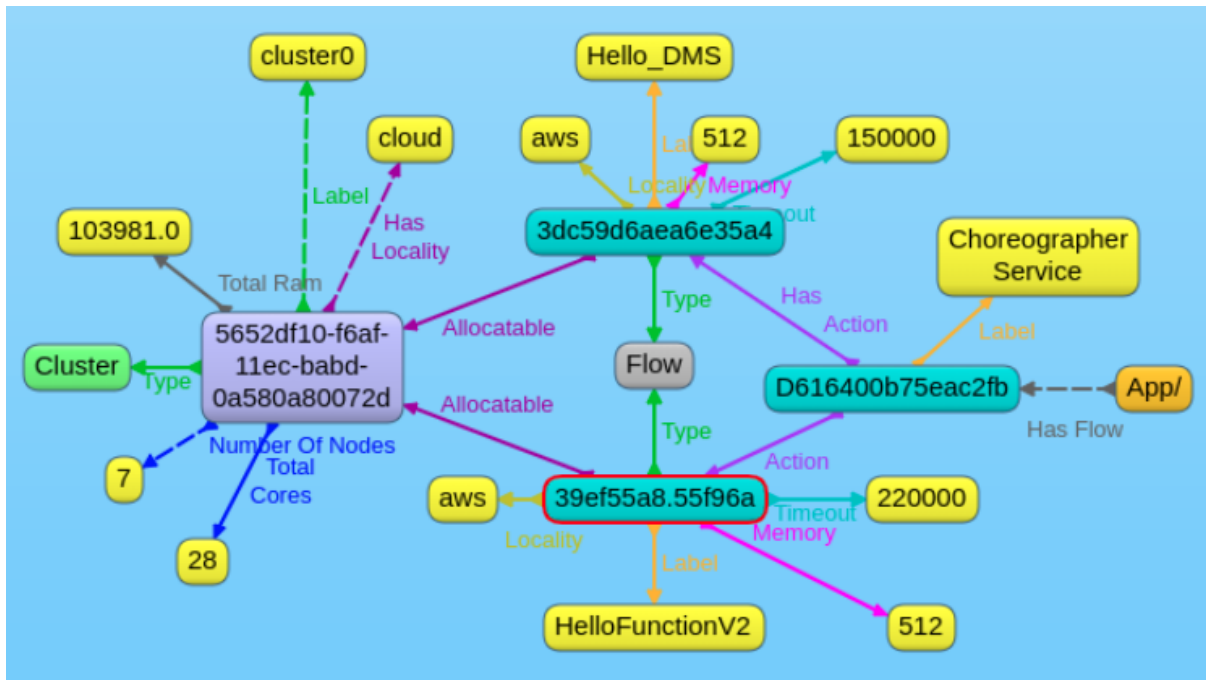 cluster0
Hello_DMS
cloud
aws
Label
512
150000
Label
Locality
Memory
Timeout
103981.0
Has
Locality
3dc59d6aea6e35a4
Choreographer
Service
Total Ram
Type
Has
Action
5652df10-f6af-
11ec-babd-
0a580a80072d
Allocatable
Label
Cluster
Type
Flow
D616400b75eac2fb
App/
Allocatable
Type
Has Flow
Number Of Nodes
Total
Cores
Action
7
aws
39ef55a8.55f96a
220000
Timeout
Locality
Memory
28
Label
HelloFunctionV2
512